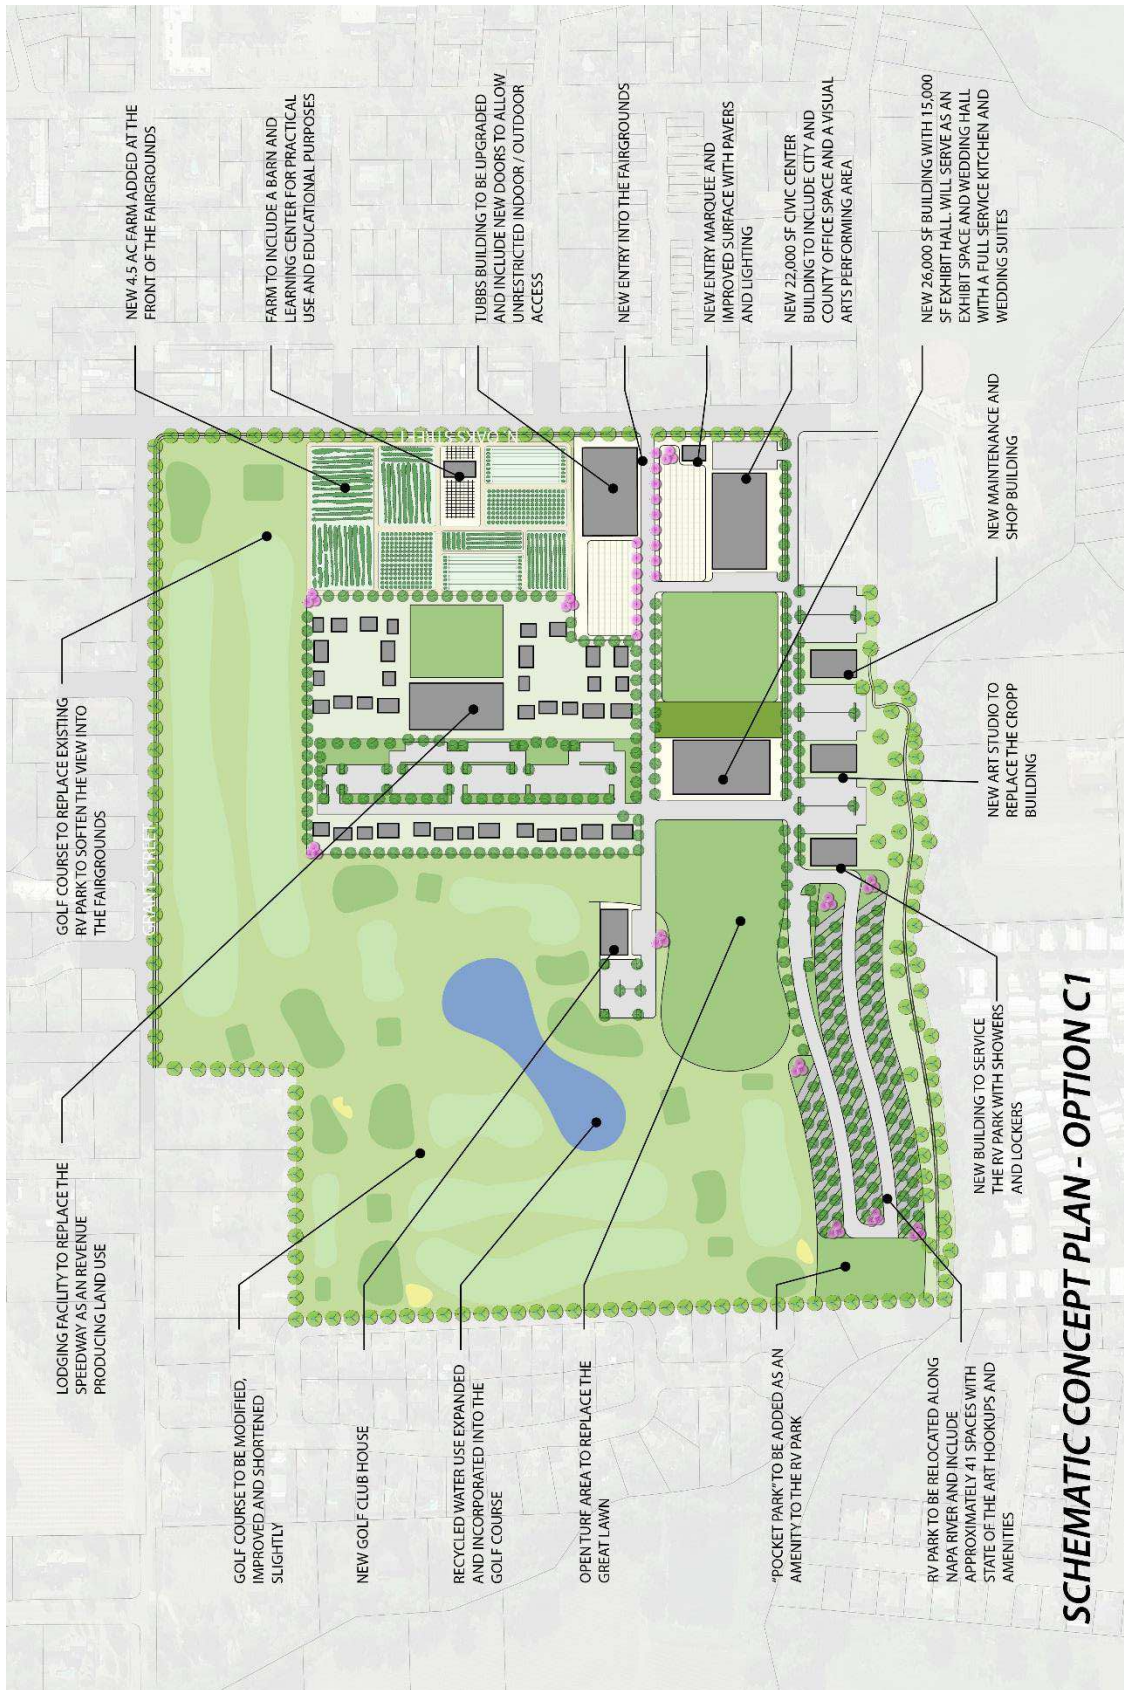 LODGING FACILITY TO REPLACE THE
SPEEDWAY AS AN REVENUE
PRODUCING LAND USE
GOLF COURSE TO REPLACE EXISTING
RV PARK TO SOFTEN THE VIEW INTO
THE FAIRGROUNDS
NEW 4.5 AC FARM ADDED AT THE
FRONT OF THE FAIRGROUNDS
FARM TO INCLUDE A BARN AND
LEARNING CENTER FOR PRACTICAL
USE AND EDUCATIONAL PURPOSES
TUBBS BUILDING TO BE UPGRADED
AND INCLUDE NEW DOORS TO ALLOW
UNRESTRICTED INDOOR / OUTDOOR
ACCESS
NEW ENTRY INTO THE FAIRGROUNDS
NEW ENTRY MARQUEE AND
IMPROVED SURFACE WITH PAVERS
AND LIGHTING
NEW 22,000 SF CIVIC CENTER
BUILDING TO INCLUDE CITY AND
COUNTY OFFICE SPACE AND A VISUAL
ARTS PERFORMING AREA
NEW 26,000 SF BUILDING WITH 15,000
SF EXHIBIT HALL. WILL SERVE AS AN
EXHIBIT SPACE AND WEDDING HALL
WITH A FULL SERVICE KITCHEN AND
WEDDING SUITES
GRANT STREET
N. OAKS STREET
GOLF COURSE TO BE MODIFIED,
IMPROVED AND SHORTENED
SLIGHTLY
NEW GOLF CLUB HOUSE
RECYCLED WATER USE EXPANDED
AND INCORPORATED INTO THE
GOLF COURSE
OPEN TURF AREA TO REPLACE THE
GREAT LAWN
"POCKET PARK" TO BE ADDED AS AN
AMENITY TO THE RV PARK
RV PARK TO BE RELOCATED ALONG
NAPA RIVER AND INCLUDE
APPROXIMATELY 41 SPACES WITH
STATE OF THE ART HOOKUPS AND
AMENITIES
NEW BUILDING TO SERVICE
THE RV PARK WITH SHOWERS
AND LOCKERS
NEW ART STUDIO TO
REPLACE THE CROPP
BUILDING
NEW MAINTENANCE AND
SHOP BUILDING
SCHEMATIC CONCEPT PLAN - OPTION C1